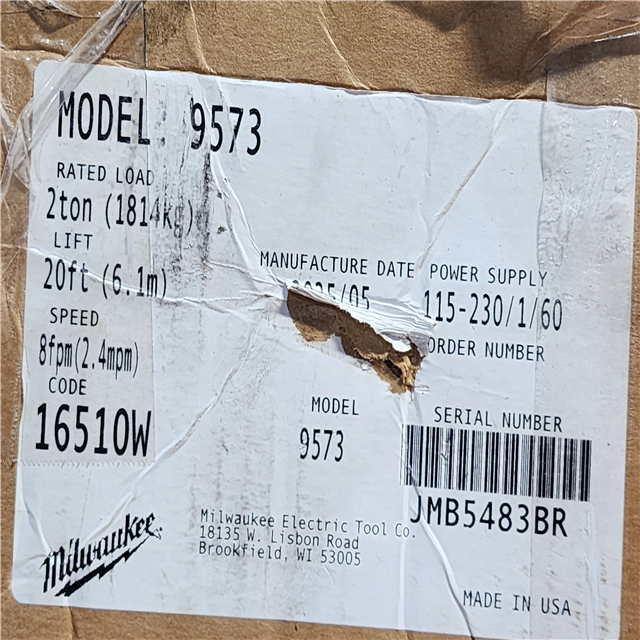 MODEL 9573
RATED LOAD
2ton (1814kg)
LIFT
20ft (6.1m)
SPEED
8fpm(2.4mpm)
CODE
16510W
MANUFACTURE DATE
POWER SUPPLY
115-230/1/60
ORDER NUMBER
MODEL
9573
SERIAL NUMBER
JMB5483BR
Milwaukee
Milwaukee Electric Tool Co.
18135 W. Lisbon Road
Brookfield, WI 53005
MADE IN USA